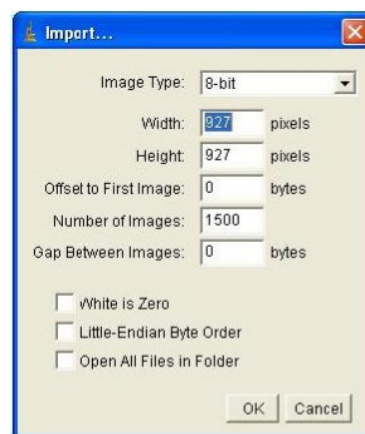 Import...
Image Type: 8-bit
Width: 927 pixels
Height: 927 pixels
Offset to First Image: 0 bytes
Number of Images: 1500
Gap Between Images: 0 bytes
White is Zero
Little-Endian Byte Order
Open All Files in Folder
OK Cancel